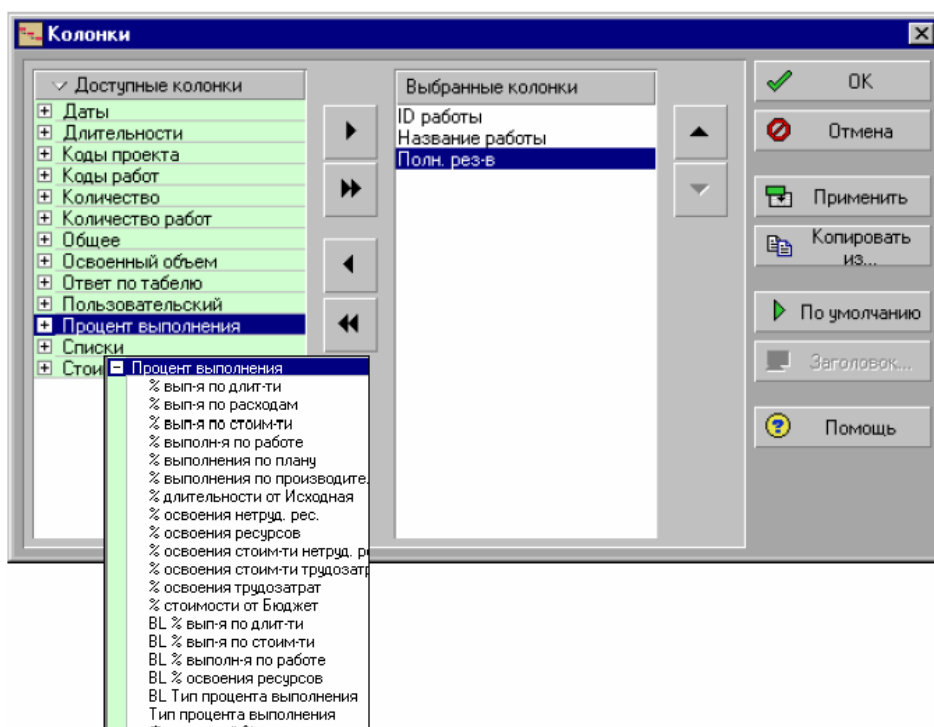 Колонки
Доступные колонки
Даты
Длительности
Коды проекта
Коды работ
Количество
Количество работ
Общее
Освоенный объем
Ответ по табелю
Пользовательский
Процент выполнения
Списки
Выбранные колонки
ID работы
Название работы
Полн. рез-в
OK
Отмена
Применить
Копировать
из...
По умолчанию
Заголовок...
Помощь
Процент выполнения
% вып-я по длит-ти
% вып-я по расходам
% вып-я по стоим-ти
% выполн-я по работе
% выполнения по плану
% выполнения по производите.
% длительности от Исходная
% освоения нетруд. рес.
% освоения ресурсов
% освоения стоим-ти нетруд.
% освоения стоим-ти трудозатр
% освоения трудозатрат
% стоимости от Бюджет
BL % вып-я по длит-ти
BL % вып-я по стоим-ти
BL % выполн-я по работе
BL % освоения ресурсов
BL Тип процента выполнения
Тип процента выполнения